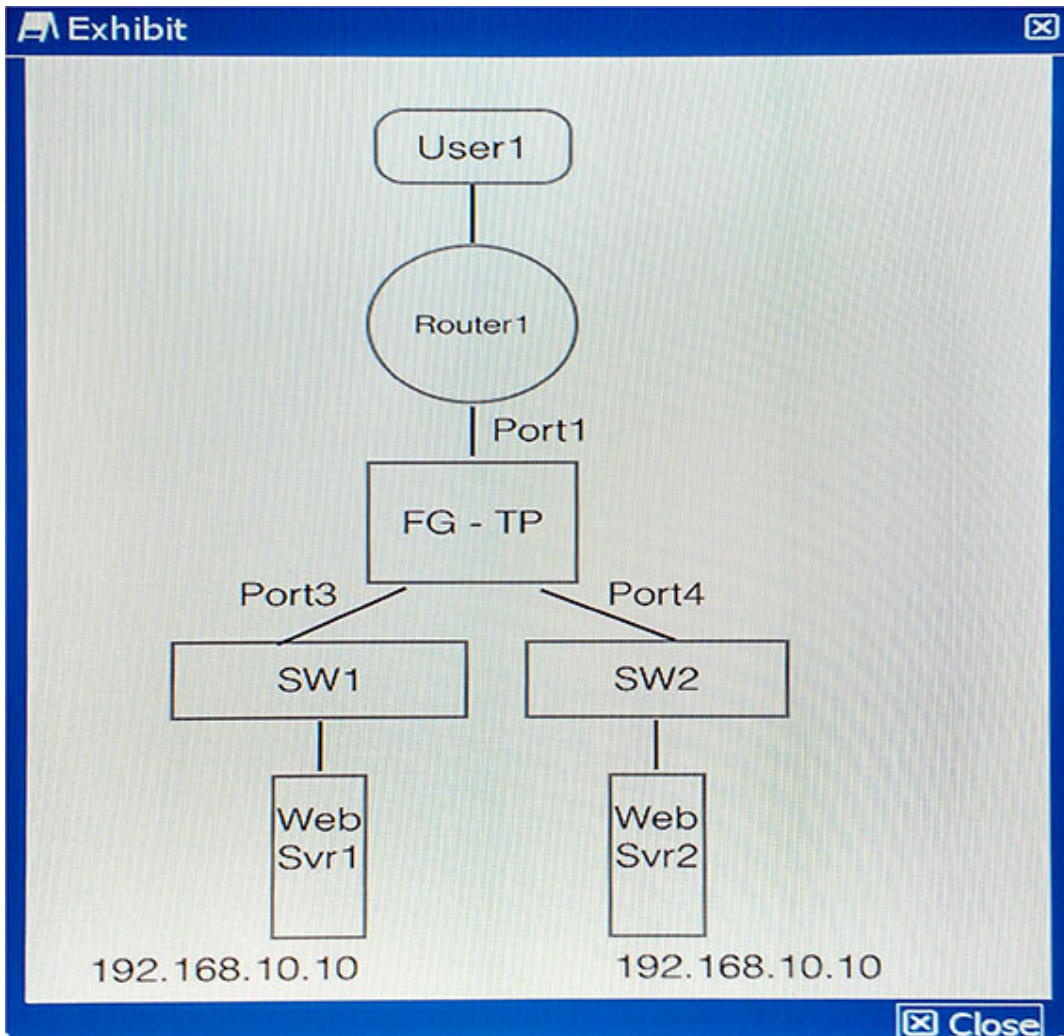 Exhibit
User1
Router1
Port1
FG - TP
Port3
Port4
SW1
SW2
Web
Svr1
Web
Svr2
192.168.10.10
192.168.10.10
Close